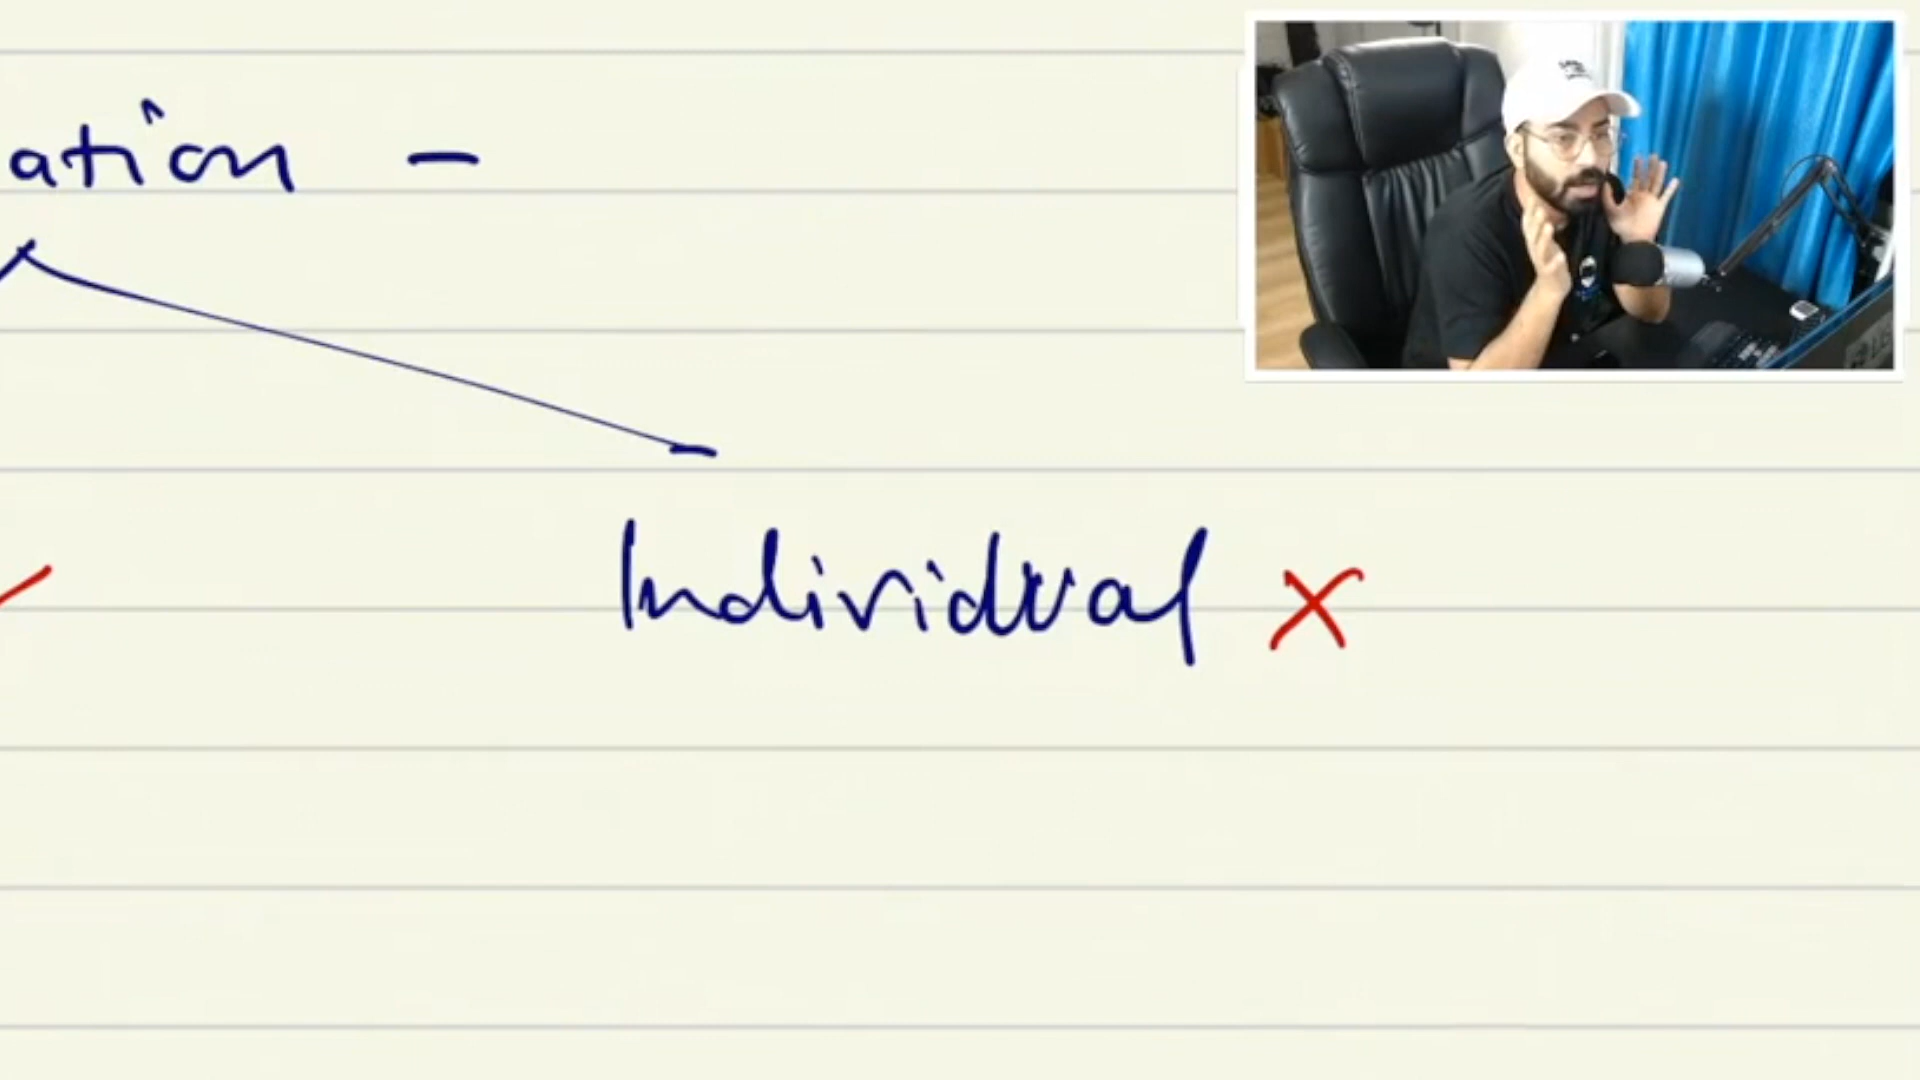 ation -
Individual X